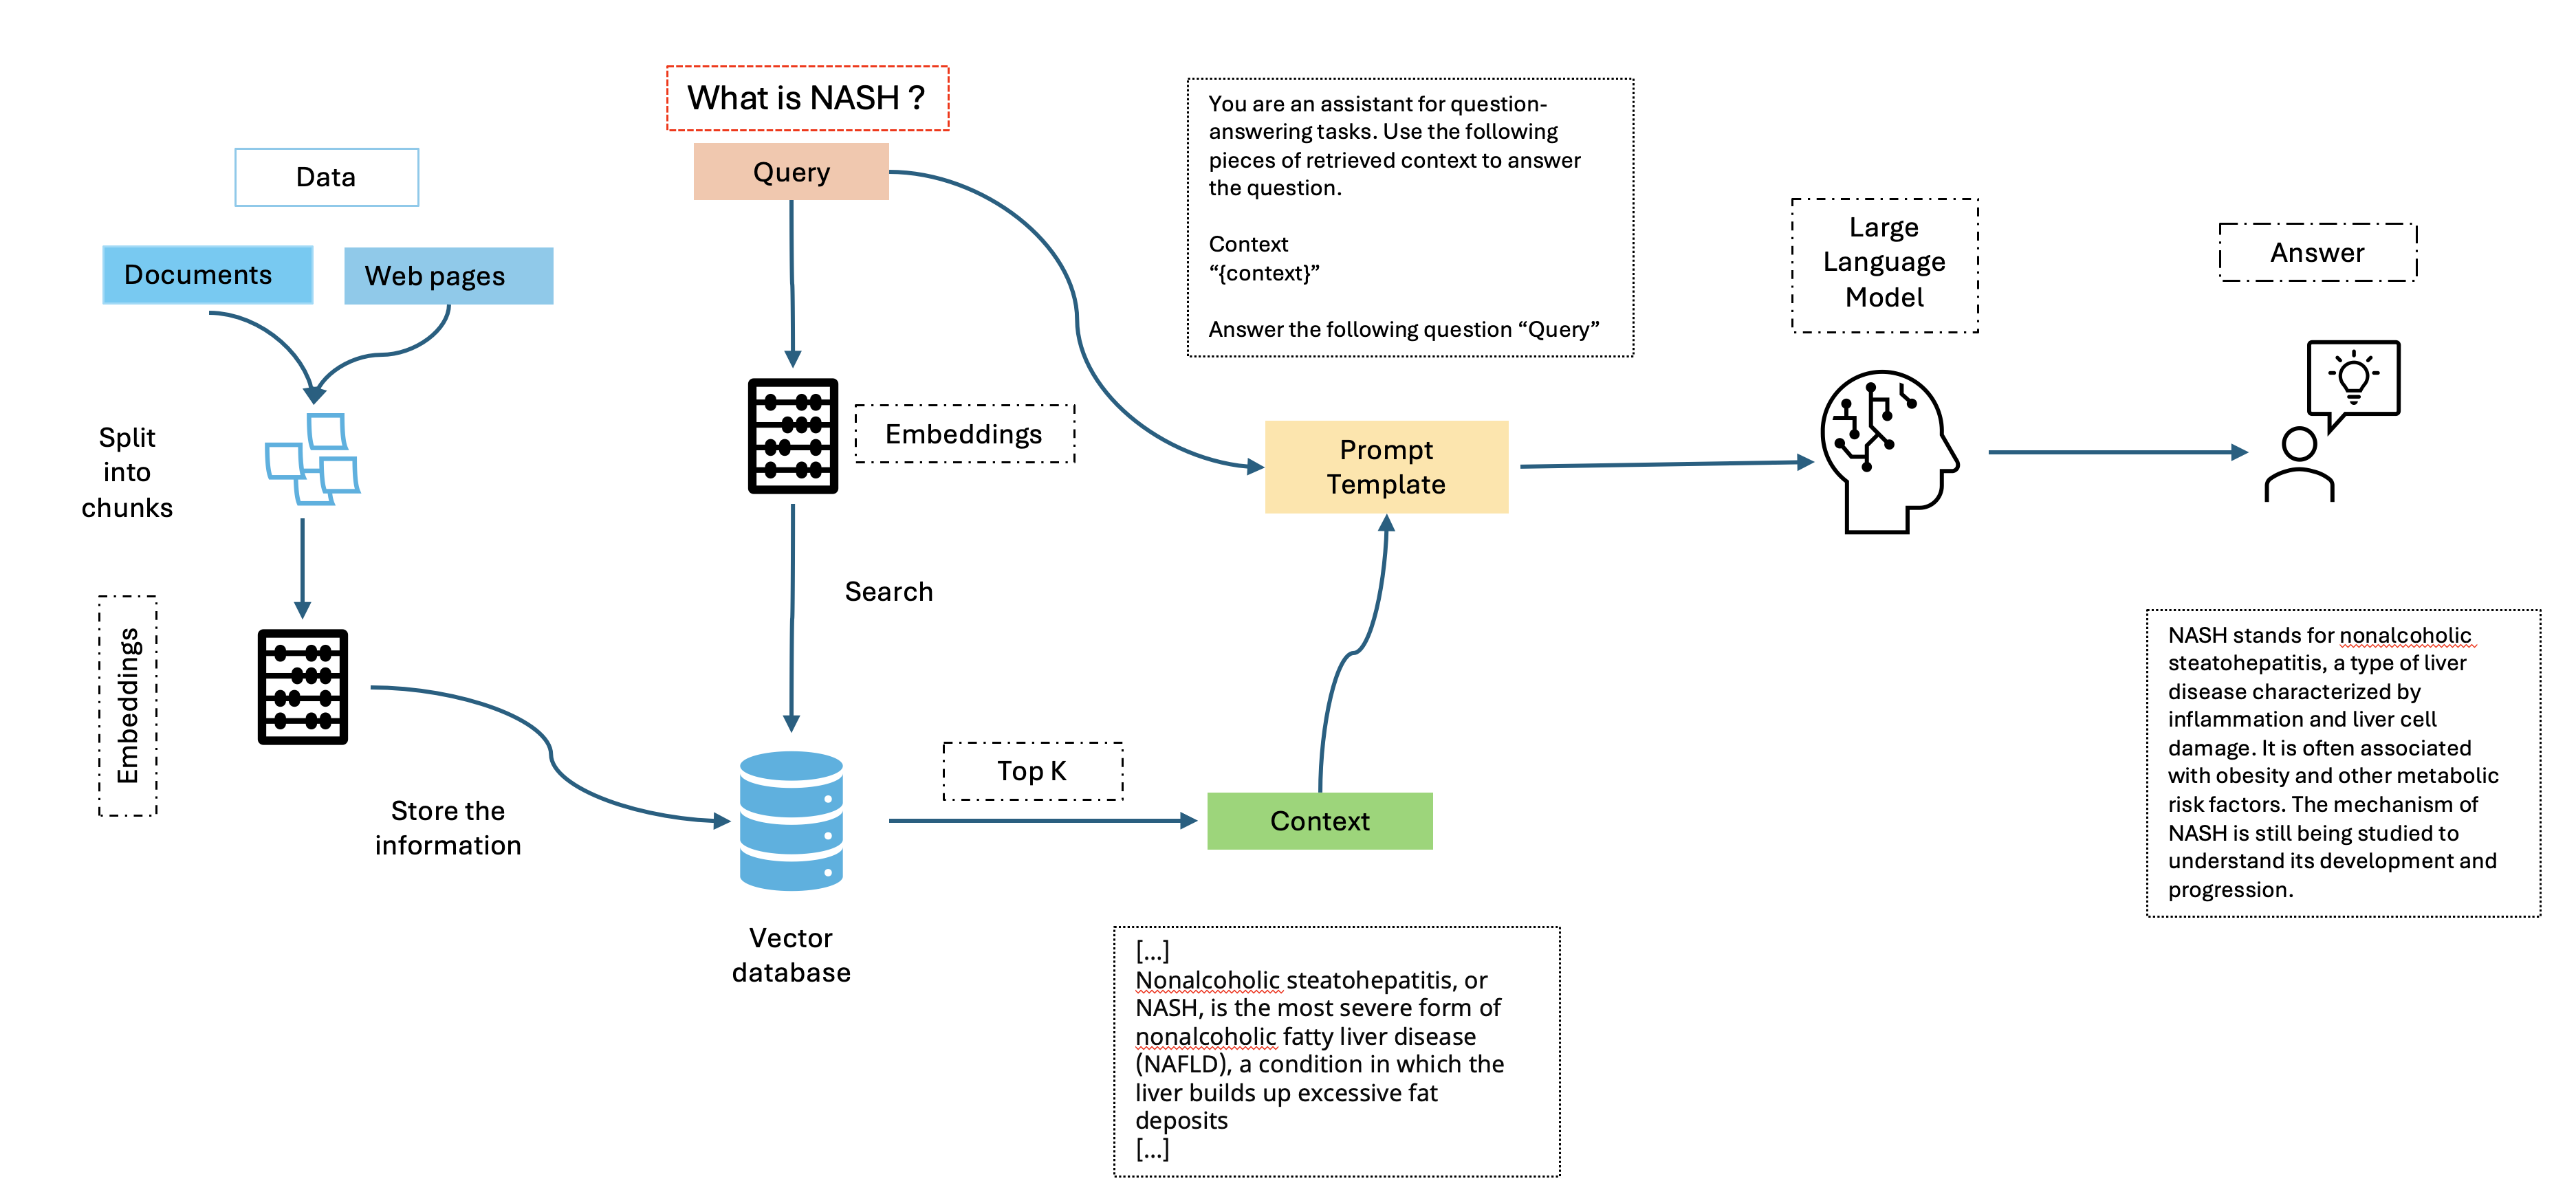 Data
Documents
Web pages
Split
into
chunks
Embeddings
Store the
information
What is NASH ?
Query
Embeddings
Search
Vector
database
Top K
Context
[...]
Nonalcoholic steatohepatitis, or
NASH, is the most severe form of
nonalcoholic fatty liver disease
(NAFLD), a condition in which the
liver builds up excessive fat
deposits
[...]
You are an assistant for question-
answering tasks. Use the following
pieces of retrieved context to answer
the question.
Context
“{context}”
Answer the following question “Query”
Prompt
Template
Large
Language
Model
Answer
NASH stands for nonalcoholic
steatohepatitis, a type of liver
disease characterized by
inflammation and liver cell
damage. It is often associated
with obesity and other metabolic
risk factors. The mechanism of
NASH is still being studied to
understand its development and
progression.